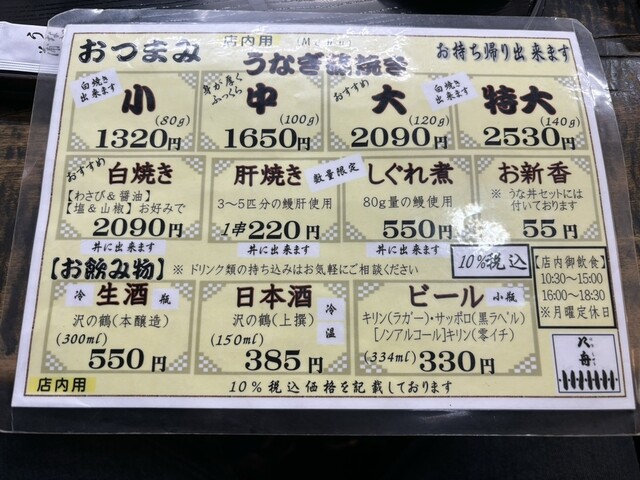 おつまみ 店内用 (Menu) お持ち帰り出来ます
うなぎ蒲焼き
白焼き出来ます 小 (80g) 1320円
身が厚くふっくら 中 (100g) 1650円
おすすめ 大 (120g) 2090円
白焼き出来ます 特大 (140g) 2530円
おすすめ 白焼き
【わさび&醤油】
【塩&山椒】お好みで
2090円
肝焼き 数量限定
3~5匹分の鰻肝使用
1串220円
しぐれ煮
80g量の鰻使用
550円
お新香
※うな丼セットには
付いております
55円
丼に出来ます 丼に出来ます 丼に出来ます
【お飲み物】 ※ドリンク類の持ち込みはお気軽にご相談ください
10%税込
冷 生酒 瓶
沢の鶴(本醸造)
(300ml)
550円
日本酒 冷 温
沢の鶴(上撰)
(150ml)
385円
ビール 小瓶
キリン(ラガー)・サッポロ(黒ラベル)
[ノンアルコール]キリン(零イチ)
(334ml) 330円
【店内御飲食】
10:30~15:00
16:00~18:30
※月曜定休日
八舟
店内用 10%税込価格を記載しております